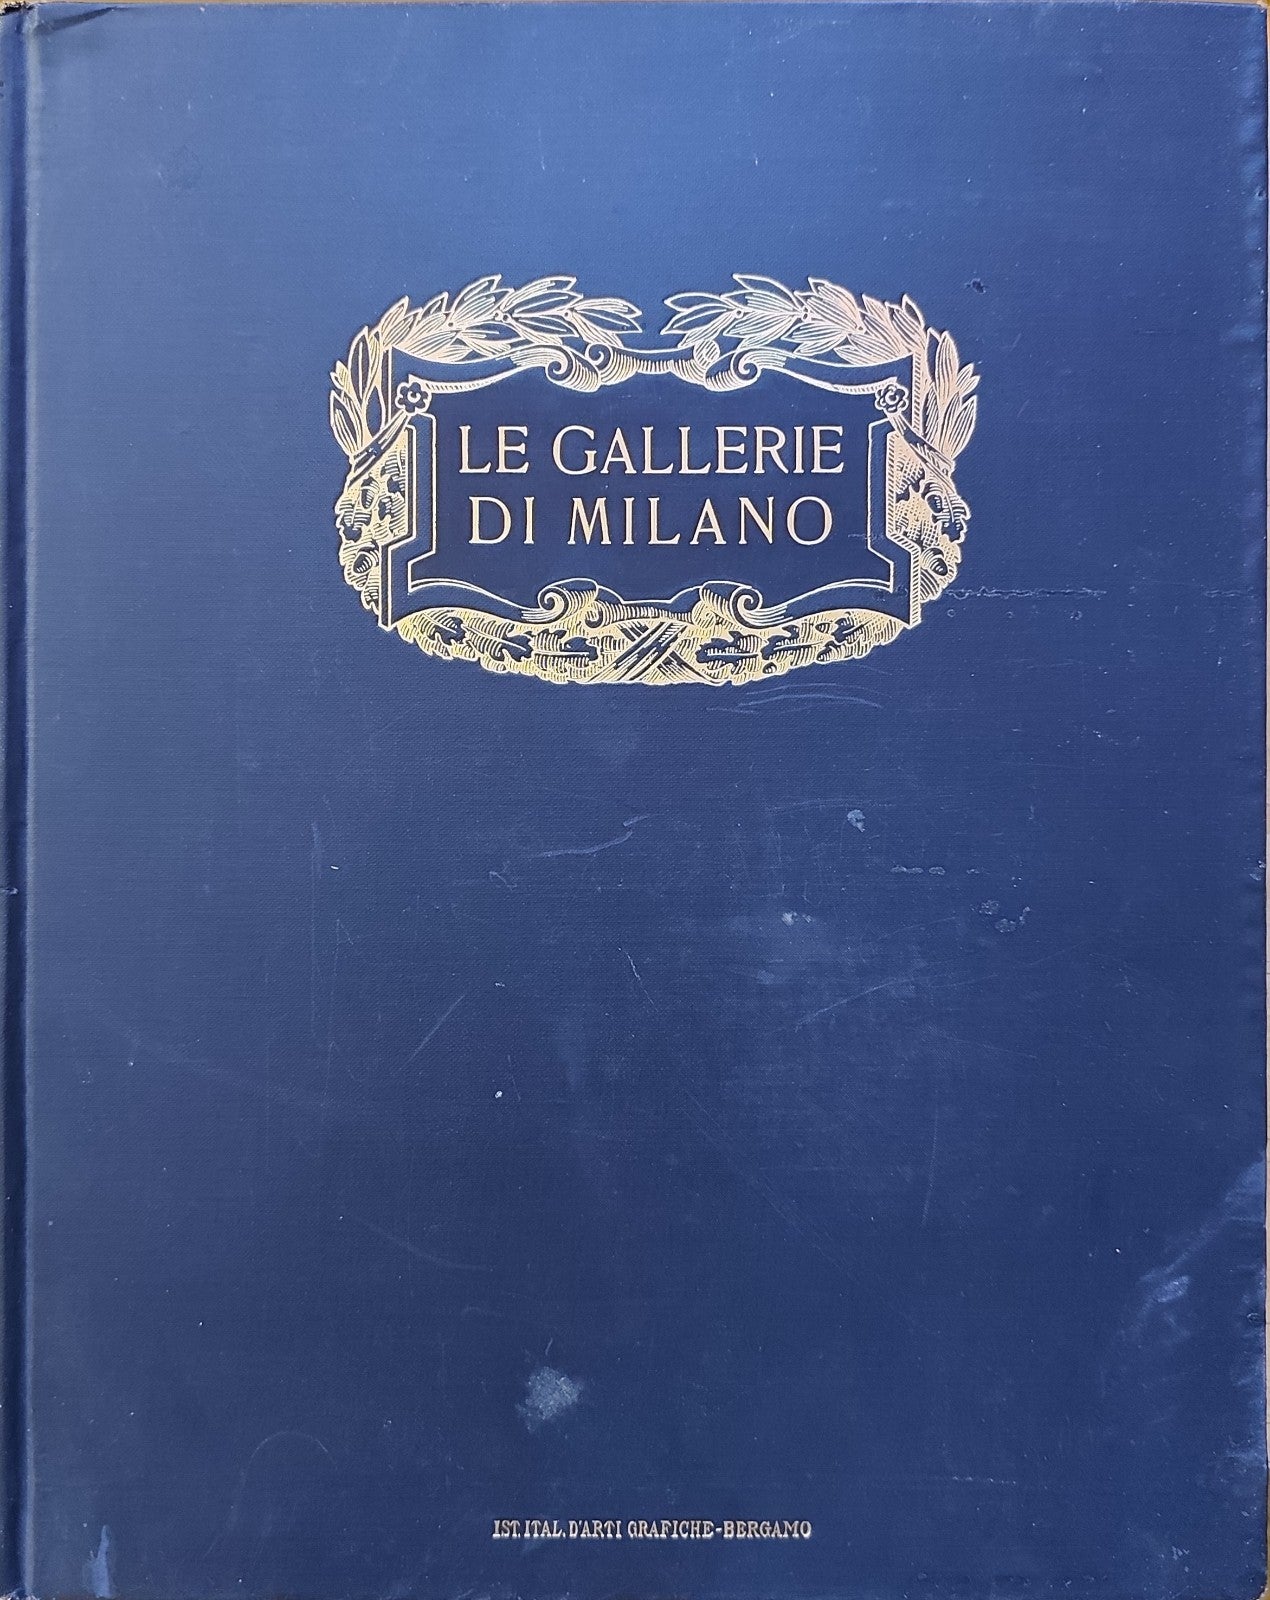 LE GALLERIE
DI MILANO
IST. ITAL. D'ARTI GRAFICHE-BERGAMO